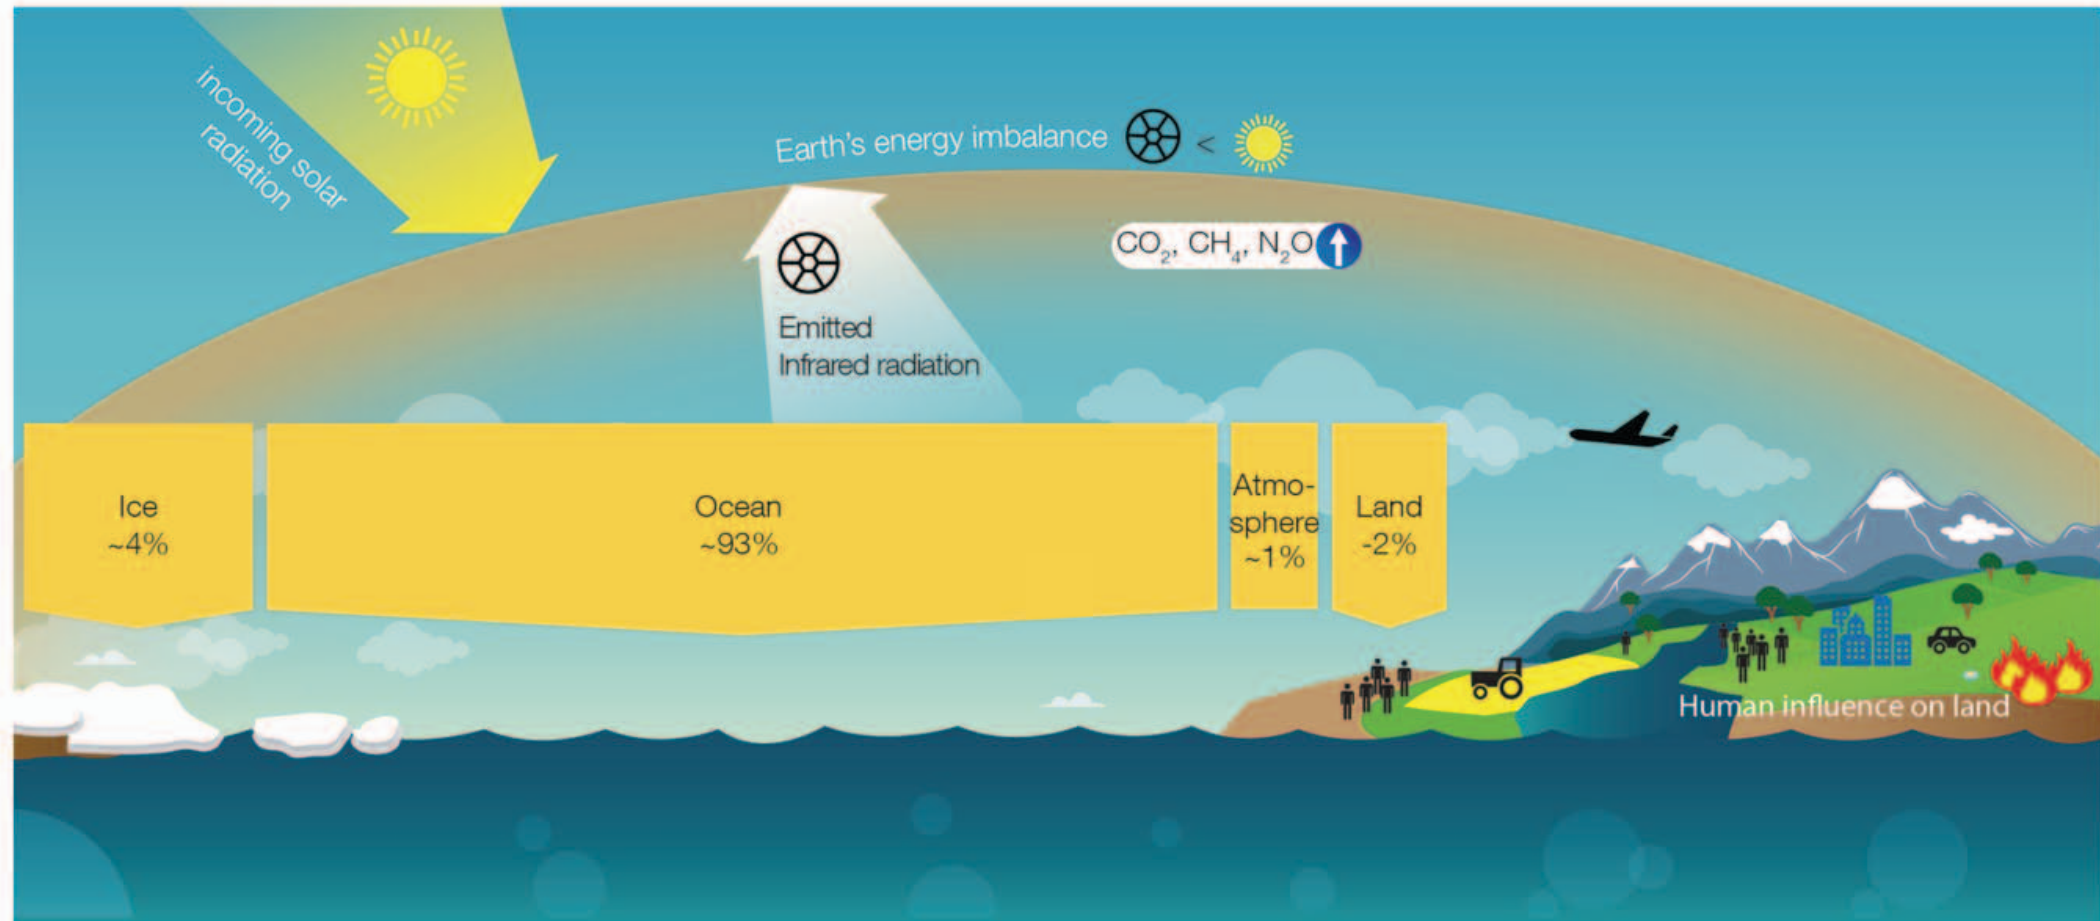 incoming solar
radiation
Earth's energy imbalance <
CO₂, CH₄, N₂O
Emitted
Infrared radiation
Ice
~4%
Ocean
~93%
Atmo-
sphere
~1%
Land
-2%
Human influence on land